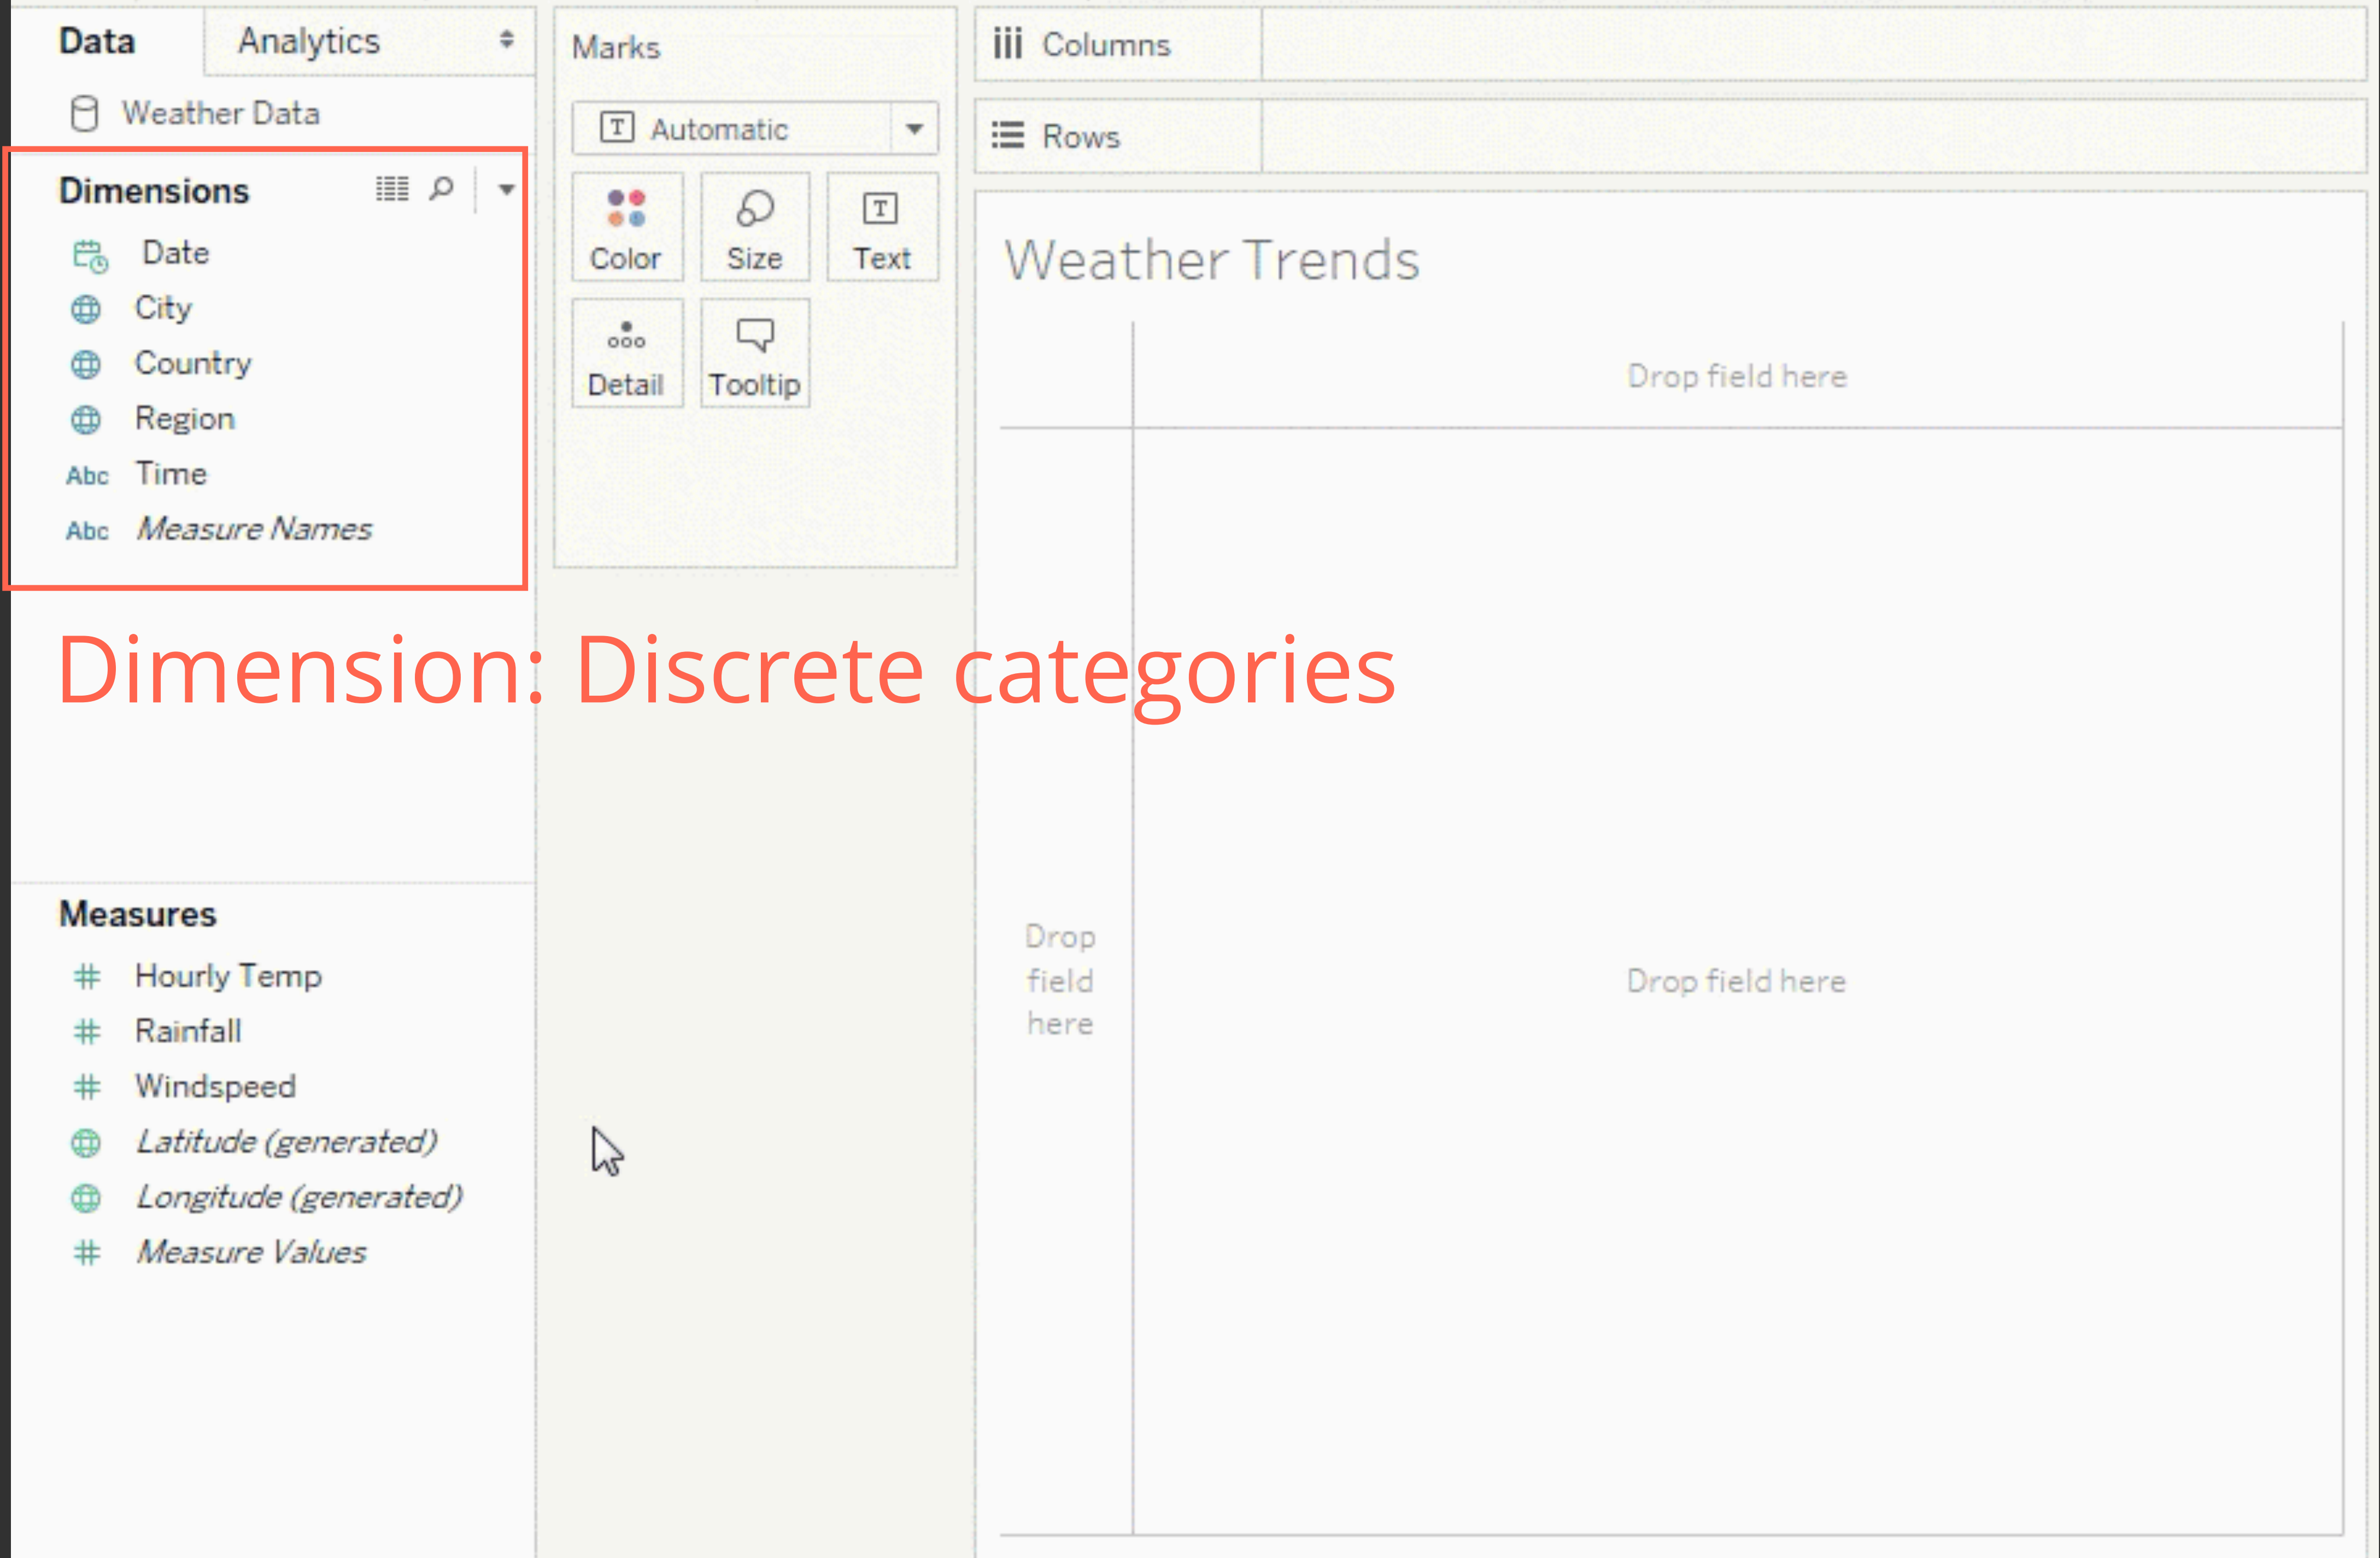 Data
Analytics
Weather Data
Dimensions
Date
City
Country
Region
Abc Time
Abc Measure Names
Dimension: Discrete categories
Measures
Hourly Temp
Rainfall
Windspeed
Latitude (generated)
Longitude (generated)
Measure Values
Marks
T Automatic
Color
Size
T
Text
Detail
Tooltip
Columns
Rows
Weather Trends
Drop field here
Drop
field
here
Drop field here